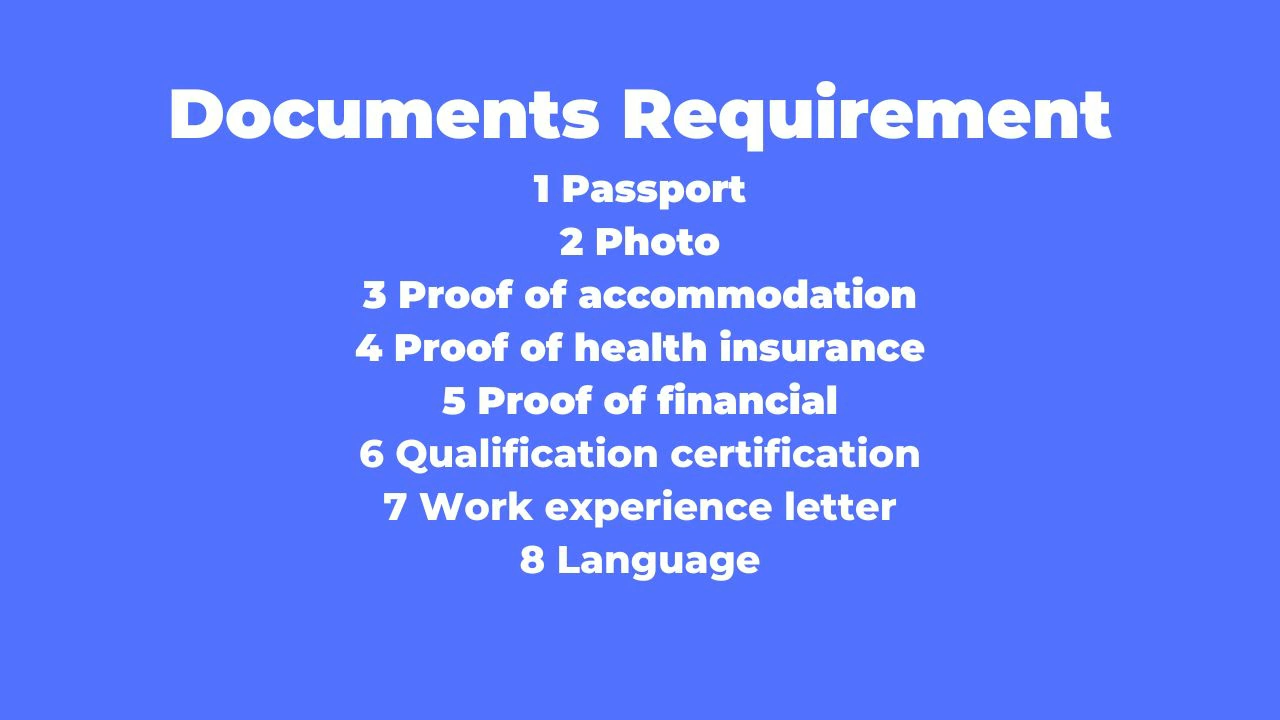 Documents Requirement
1 Passport
2 Photo
3 Proof of accommodation
4 Proof of health insurance
5 Proof of financial
6 Qualification certification
7 Work experience letter
8 Language